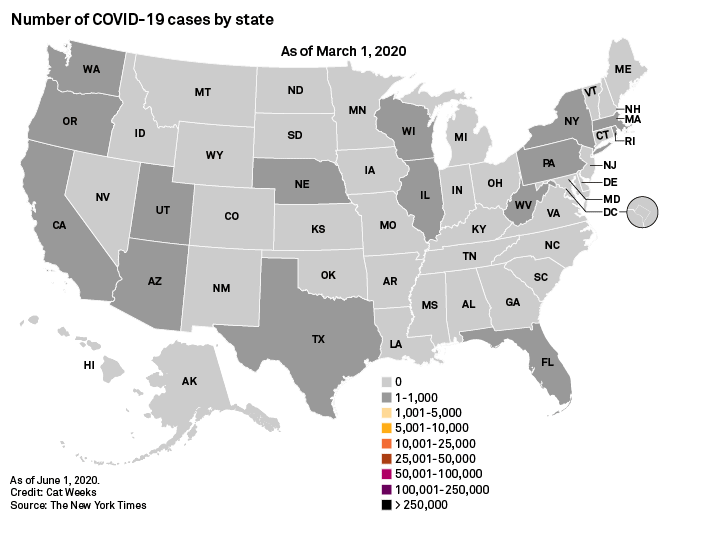 Number of COVID-19 cases by state
As of March 1, 2020
WA
MT
ND
MN
ME
VT
NH
MA
OR
ID
SD
WI
MI
NY
CT
RI
WY
IA
PA
NJ
NE
IL
IN
OH
DE
MD
NV
UT
CO
WV
VA
DC
CA
KS
MO
KY
NC
TN
AZ
NM
OK
AR
SC
MS
AL
GA
TX
LA
HI
FL
AK
0
1-1,000
1,001-5,000
5,001-10,000
10,001-25,000
25,001-50,000
50,001-100,000
100,001-250,000
> 250,000
As of June 1, 2020.
Credit: Cat Weeks
Source: The New York Times